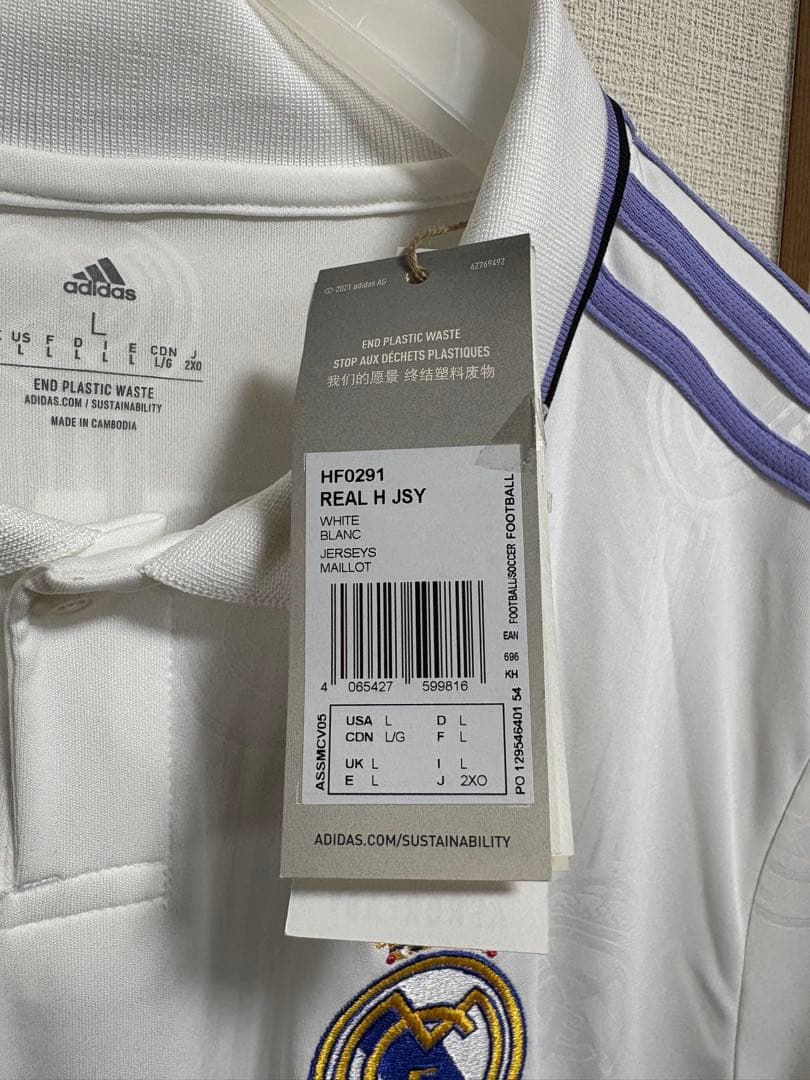 adidas
L
US F D I E CDN J
L L L L L L/G 2XO
END PLASTIC WASTE
ADIDAS.COM / SUSTAINABILITY
MADE IN CAMBODIA
© 2021 adidas AG
62769492
END PLASTIC WASTE
STOP AUX DÉCHETS PLASTIQUES
我们的愿景 终结塑料废物
HF0291
REAL H JSY
WHITE
BLANC
JERSEYS
MAILLOT
4 065427 599816
FOOTBALL/SOCCER FOOTBALL
EAN
696
KH
PO 129546401 54
ASSMCV05
USA L D L
CDN L/G F L
UK L I L
E L J 2XO
ADIDAS.COM/SUSTAINABILITY